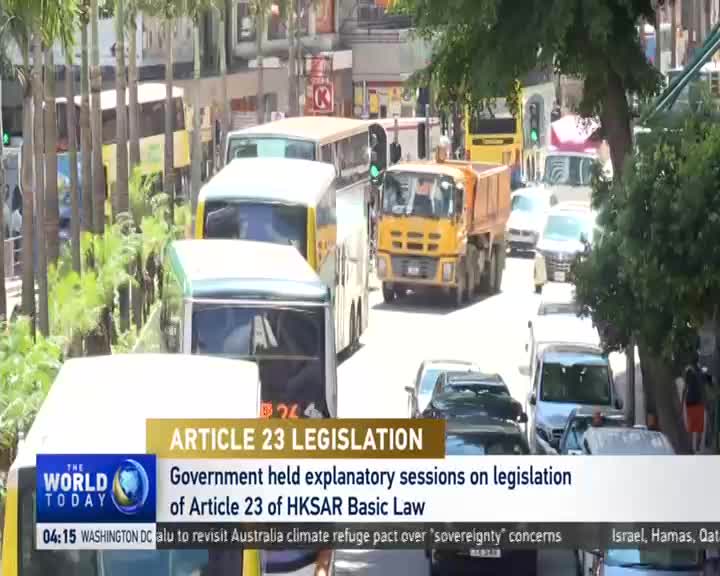 K
26
ARTICLE 23 LEGISLATION
Government held explanatory sessions on legislation
of Article 23 of HKSAR Basic Law
THE
WORLD
TODAY
04:15 WASHINGTON DC
alu to revisit Australia climate refuge pact over "sovereignty" concerns Israel, Hamas, Qat